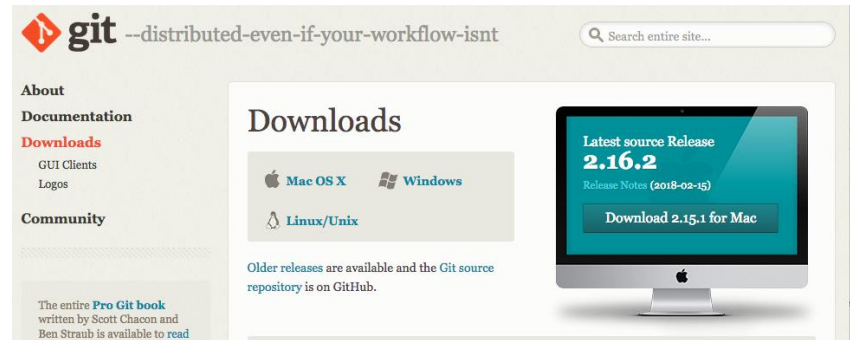 git --distributed-even-if-your-workflow-isnt
Search entire site...
About
Documentation
Downloads
GUI Clients
Logos
Community
The entire Pro Git book
written by Scott Chacon and
Ben Straub is available to read
Downloads
Mac OS X
Windows
Linux/Unix
Older releases are available and the Git source
repository is on GitHub.
Latest source Release
2.16.2
Release Notes (2018-02-15)
Download 2.15.1 for Mac